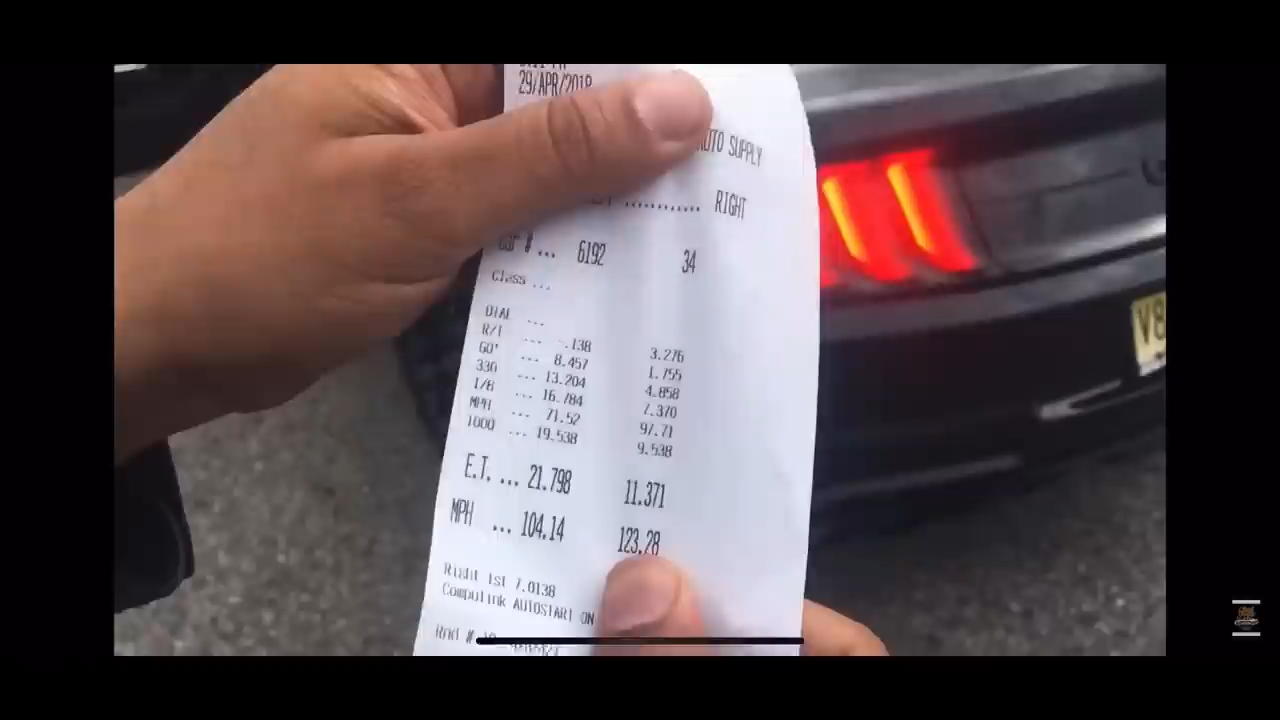 29/APR/2018
AUTO SUPPLY
............ RIGHT
... 6192 34
Class ...
DIAL ...
R/T ... -.138 3.276
60' ... 8.457 1.755
330 ... 13.204 4.858
1/8 ... 16.784 7.370
MPH ... 71.52 97.71
1000 ... 19.538 9.538
E.T. ... 21.798 11.371
MPH ... 104.14 123.28
Right 1st 7.0138
Compulink AUTOSTART ON
Rnd #
V8